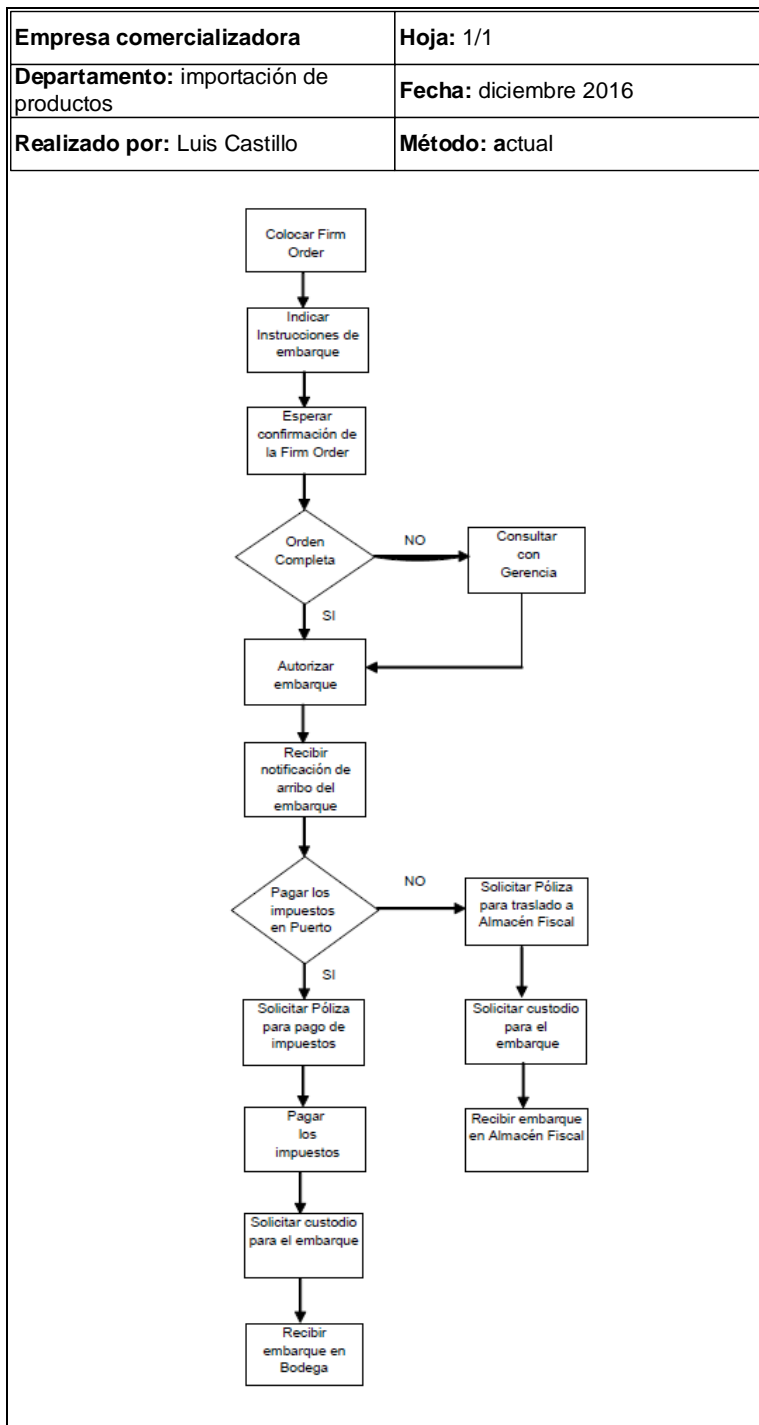 Empresa comercializadora
Hoja: 1/1
Departamento: importación de
productos
Fecha: diciembre 2016
Realizado por: Luis Castillo
Método: actual
Colocar Firm
Order
Indicar
Instrucciones de
embarque
Esperar
confirmación de
la Firm Order
Orden
Completa
NO
Consultar
con
Gerencia
SI
Autorizar
embarque
Recibir
notificación de
arribo del
embarque
Pagar los
impuestos
en Puerto
NO
Solicitar Póliza
para traslado a
Almacén Fiscal
SI
Solicitar Póliza
para pago de
impuestos
Solicitar custodio
para el
embarque
Pagar
los
impuestos
Recibir embarque
en Almacén Fiscal
Solicitar custodio
para el embarque
Recibir
embarque en
Bodega